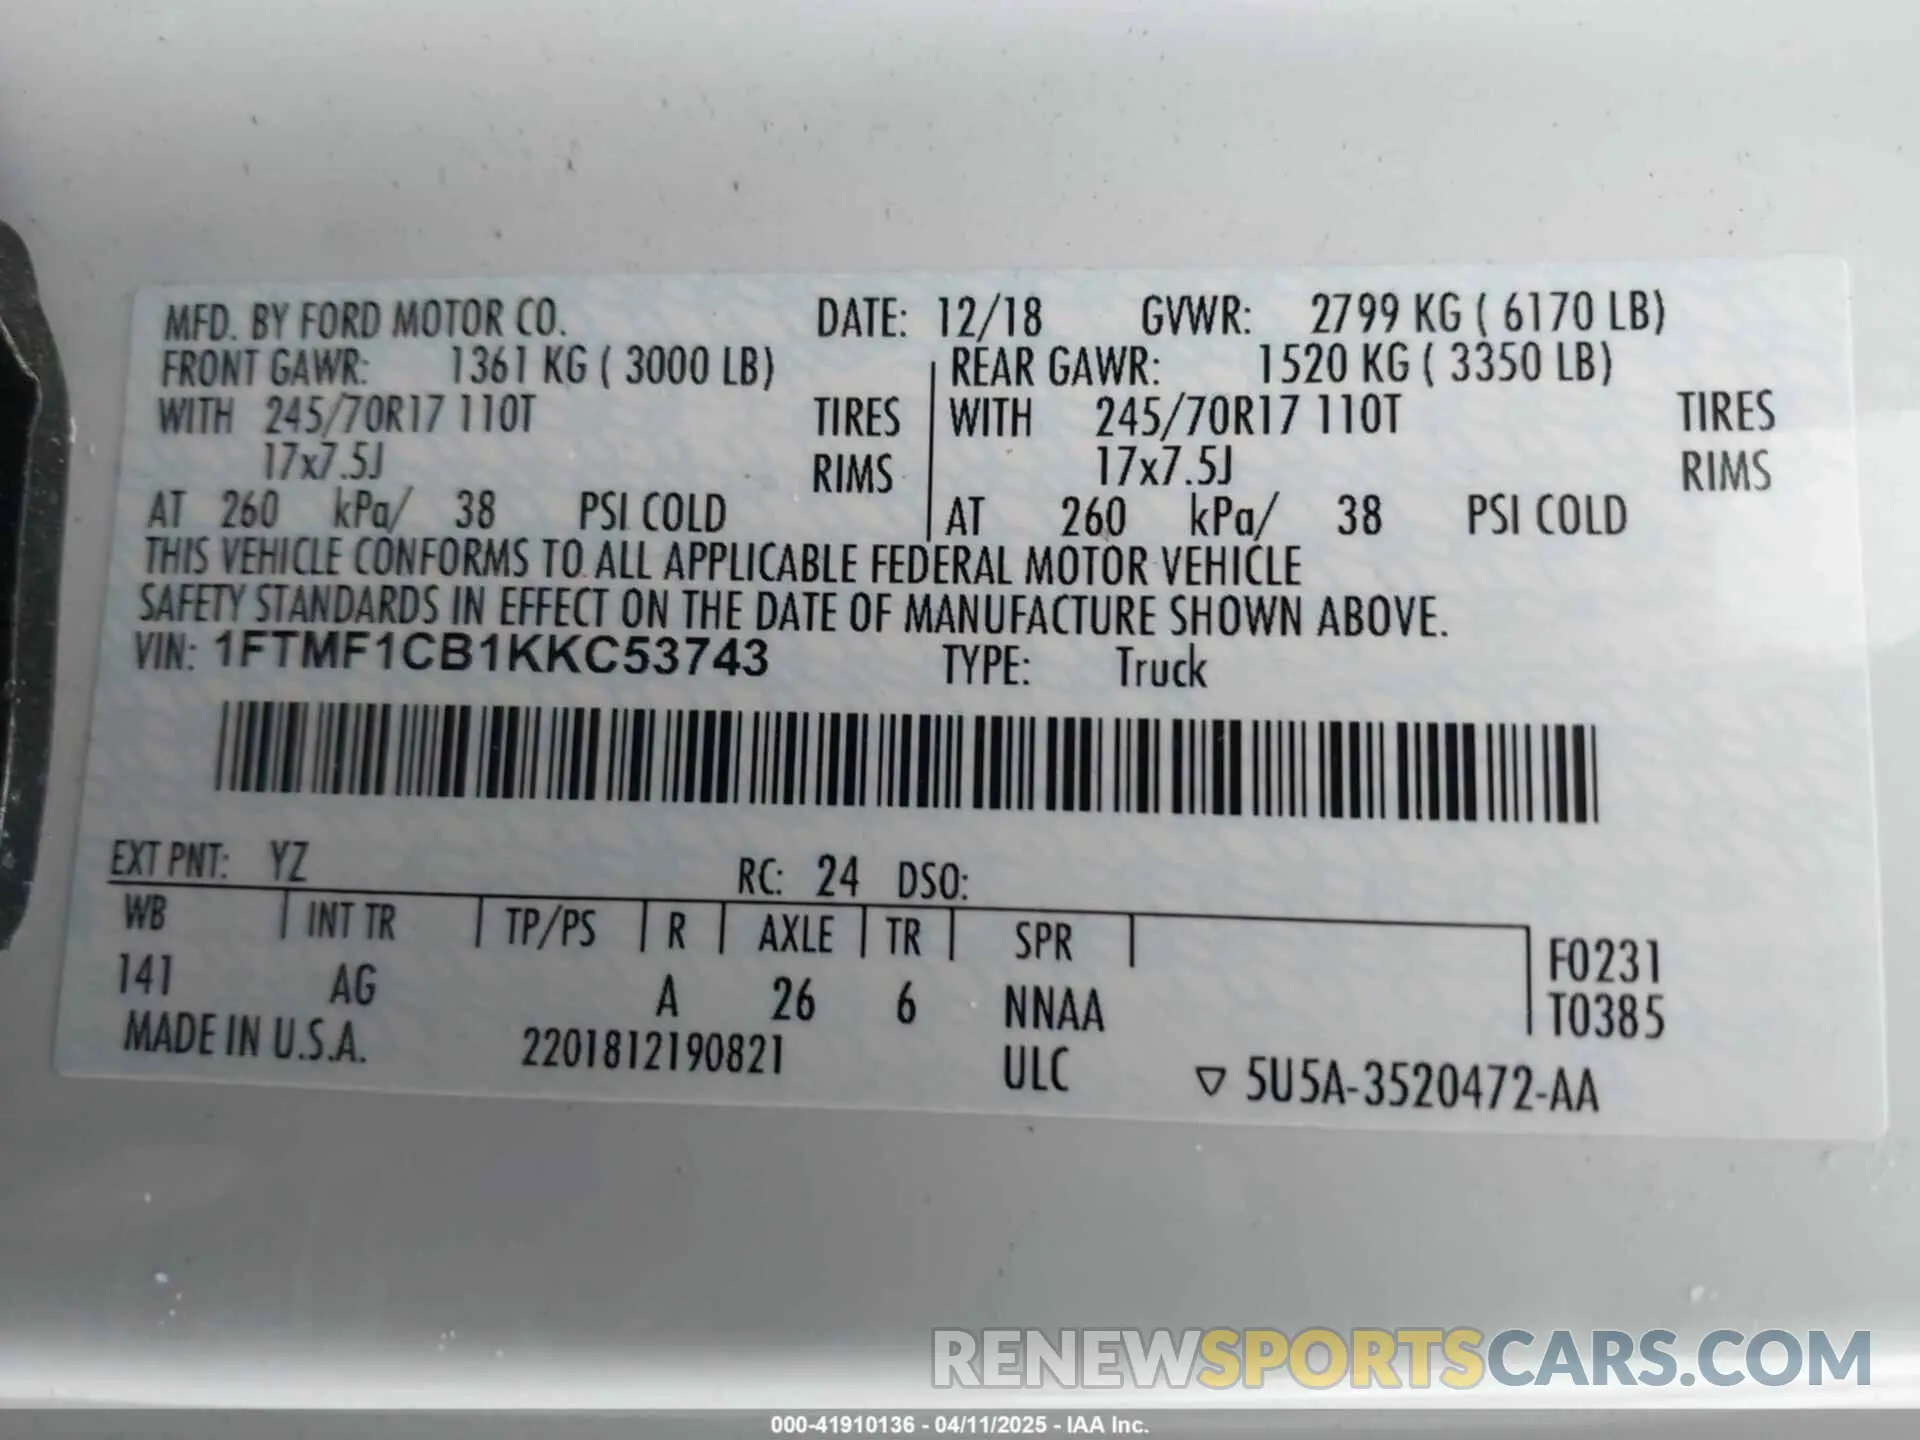 MFD. BY FORD MOTOR CO. DATE: 12/18 GVWR: 2799 KG ( 6170 LB)
FRONT GAWR: 1361 KG ( 3000 LB) REAR GAWR: 1520 KG ( 3350 LB)
WITH 245/70R17 110T TIRES WITH 245/70R17 110T TIRES
17x7.5J RIMS 17x7.5J RIMS
AT 260 kPa/ 38 PSI COLD AT 260 kPa/ 38 PSI COLD
THIS VEHICLE CONFORMS TO ALL APPLICABLE FEDERAL MOTOR VEHICLE
SAFETY STANDARDS IN EFFECT ON THE DATE OF MANUFACTURE SHOWN ABOVE.
VIN: 1FTMF1CB1KKC53743 TYPE: Truck
EXT PNT: YZ RC: 24 DSO:
WB INT TR TP/PS R AXLE TR SPR F0231
141 AG A 26 6 NNAA T0385
MADE IN U.S.A. 2201812190821 ULC ▽ 5U5A-3520472-AA
RENEWSPORTSCARS.COM
000-41910136 - 04/11/2025 - IAA Inc.